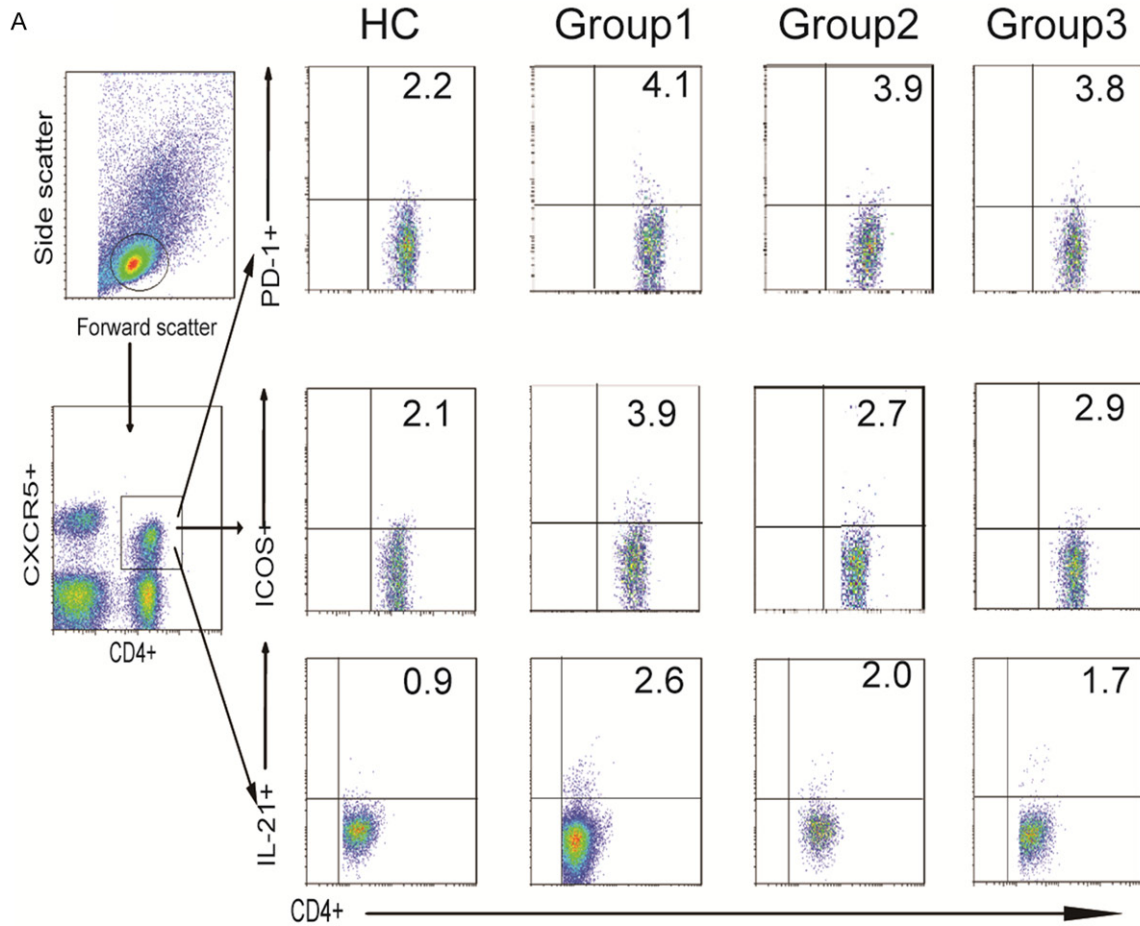 A
HC Group1 Group2 Group3
Side scatter
Forward scatter
PD-1+
2.2 4.1 3.9 3.8
CXCR5+
CD4+
ICOS+
2.1 3.9 2.7 2.9
IL-21+
0.9 2.6 2.0 1.7
CD4+